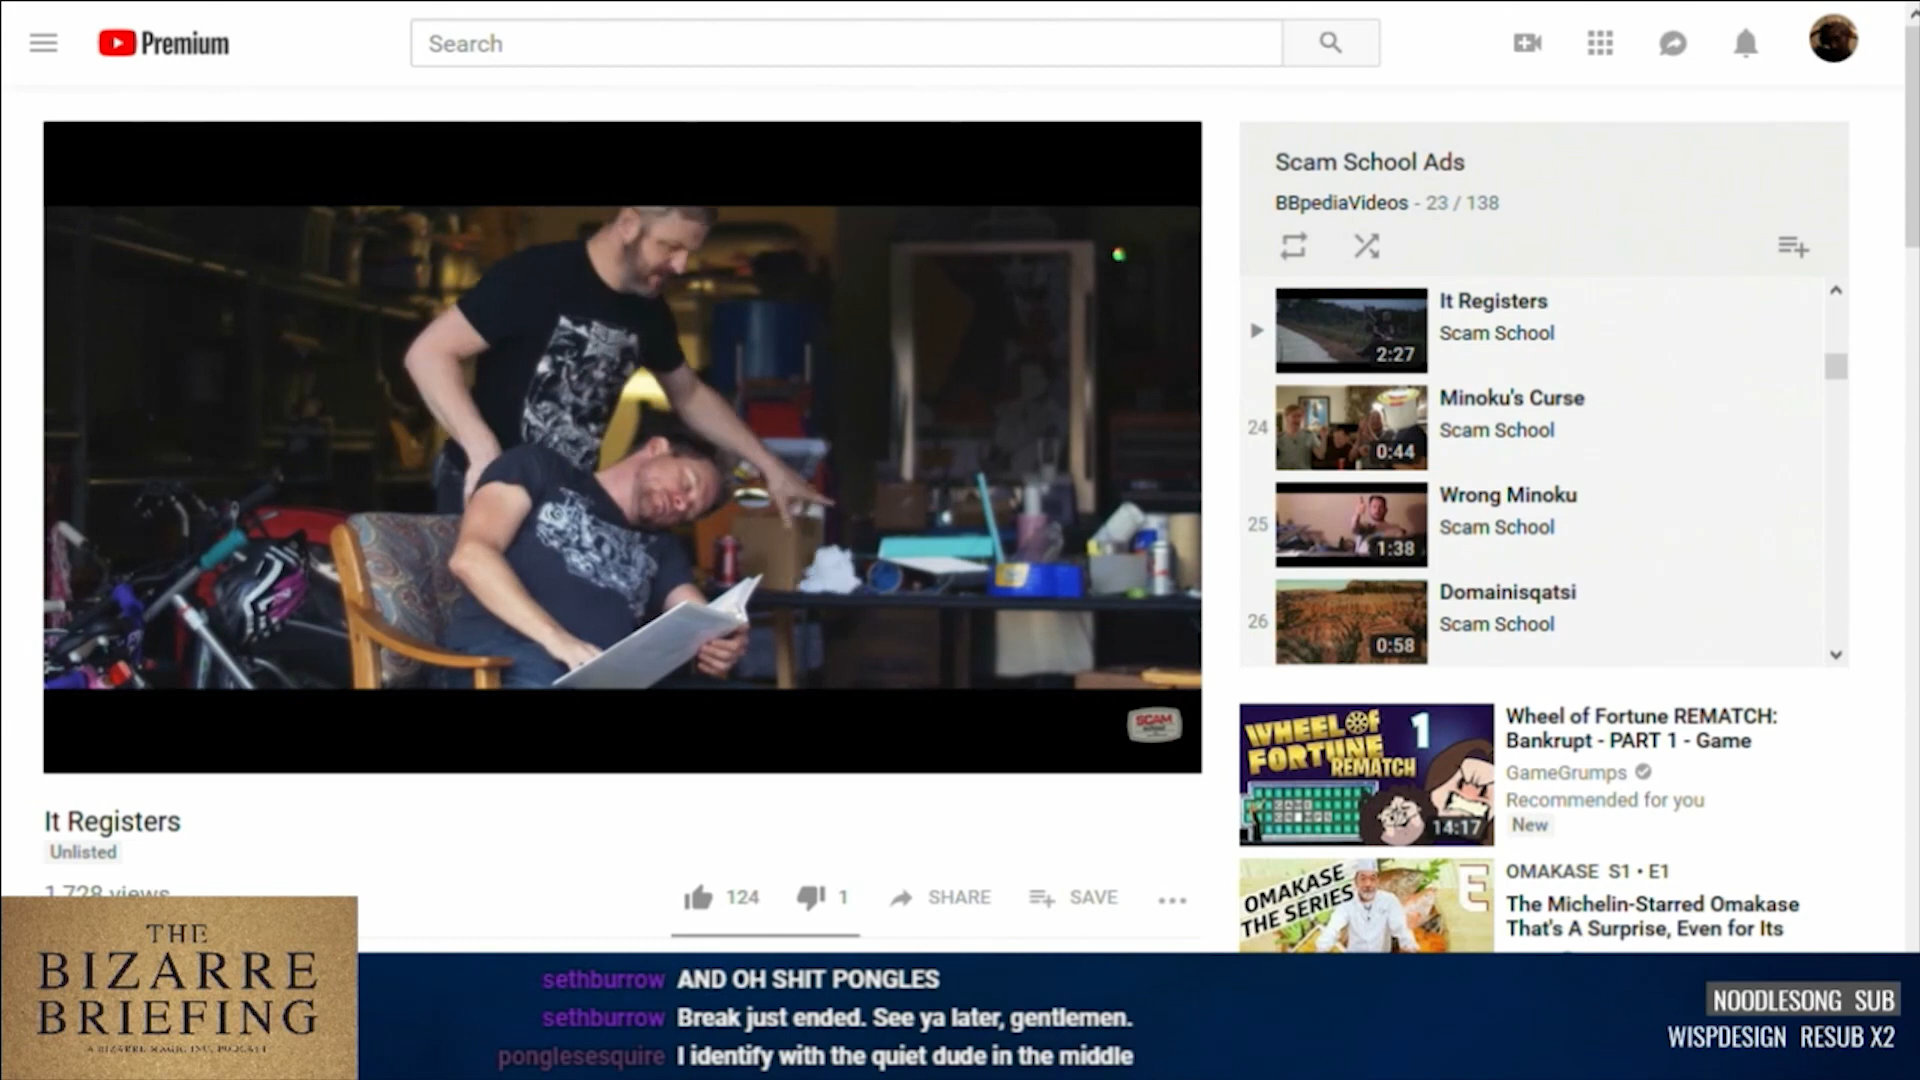 Premium
Search
Scam School Ads
BBpediaVideos - 23 / 138
It Registers
Scam School
2:27
24
Minoku's Curse
Scam School
0:44
25
Wrong Minoku
Scam School
1:38
26
Domainisqatsi
Scam School
0:58
SCAM
WHEEL OF
FORTUNE
REMATCH
1
14:17
Wheel of Fortune REMATCH:
Bankrupt - PART 1 - Game
GameGrumps
Recommended for you
New
OMAKASE
THE SERIES
E
OMAKASE S1 • E1
The Michelin-Starred Omakase
That's A Surprise, Even for Its
It Registers
Unlisted
1,728 views
124
1
SHARE
SAVE
THE
BIZARRE
BRIEFING
A BIZARRE MAGIC, INC. PODCAST
sethburrow AND OH SHIT PONGLES
sethburrow Break just ended. See ya later, gentlemen.
ponglesesquire I identify with the quiet dude in the middle
NOODLESONG SUB
WISPDESIGN RESUB X2